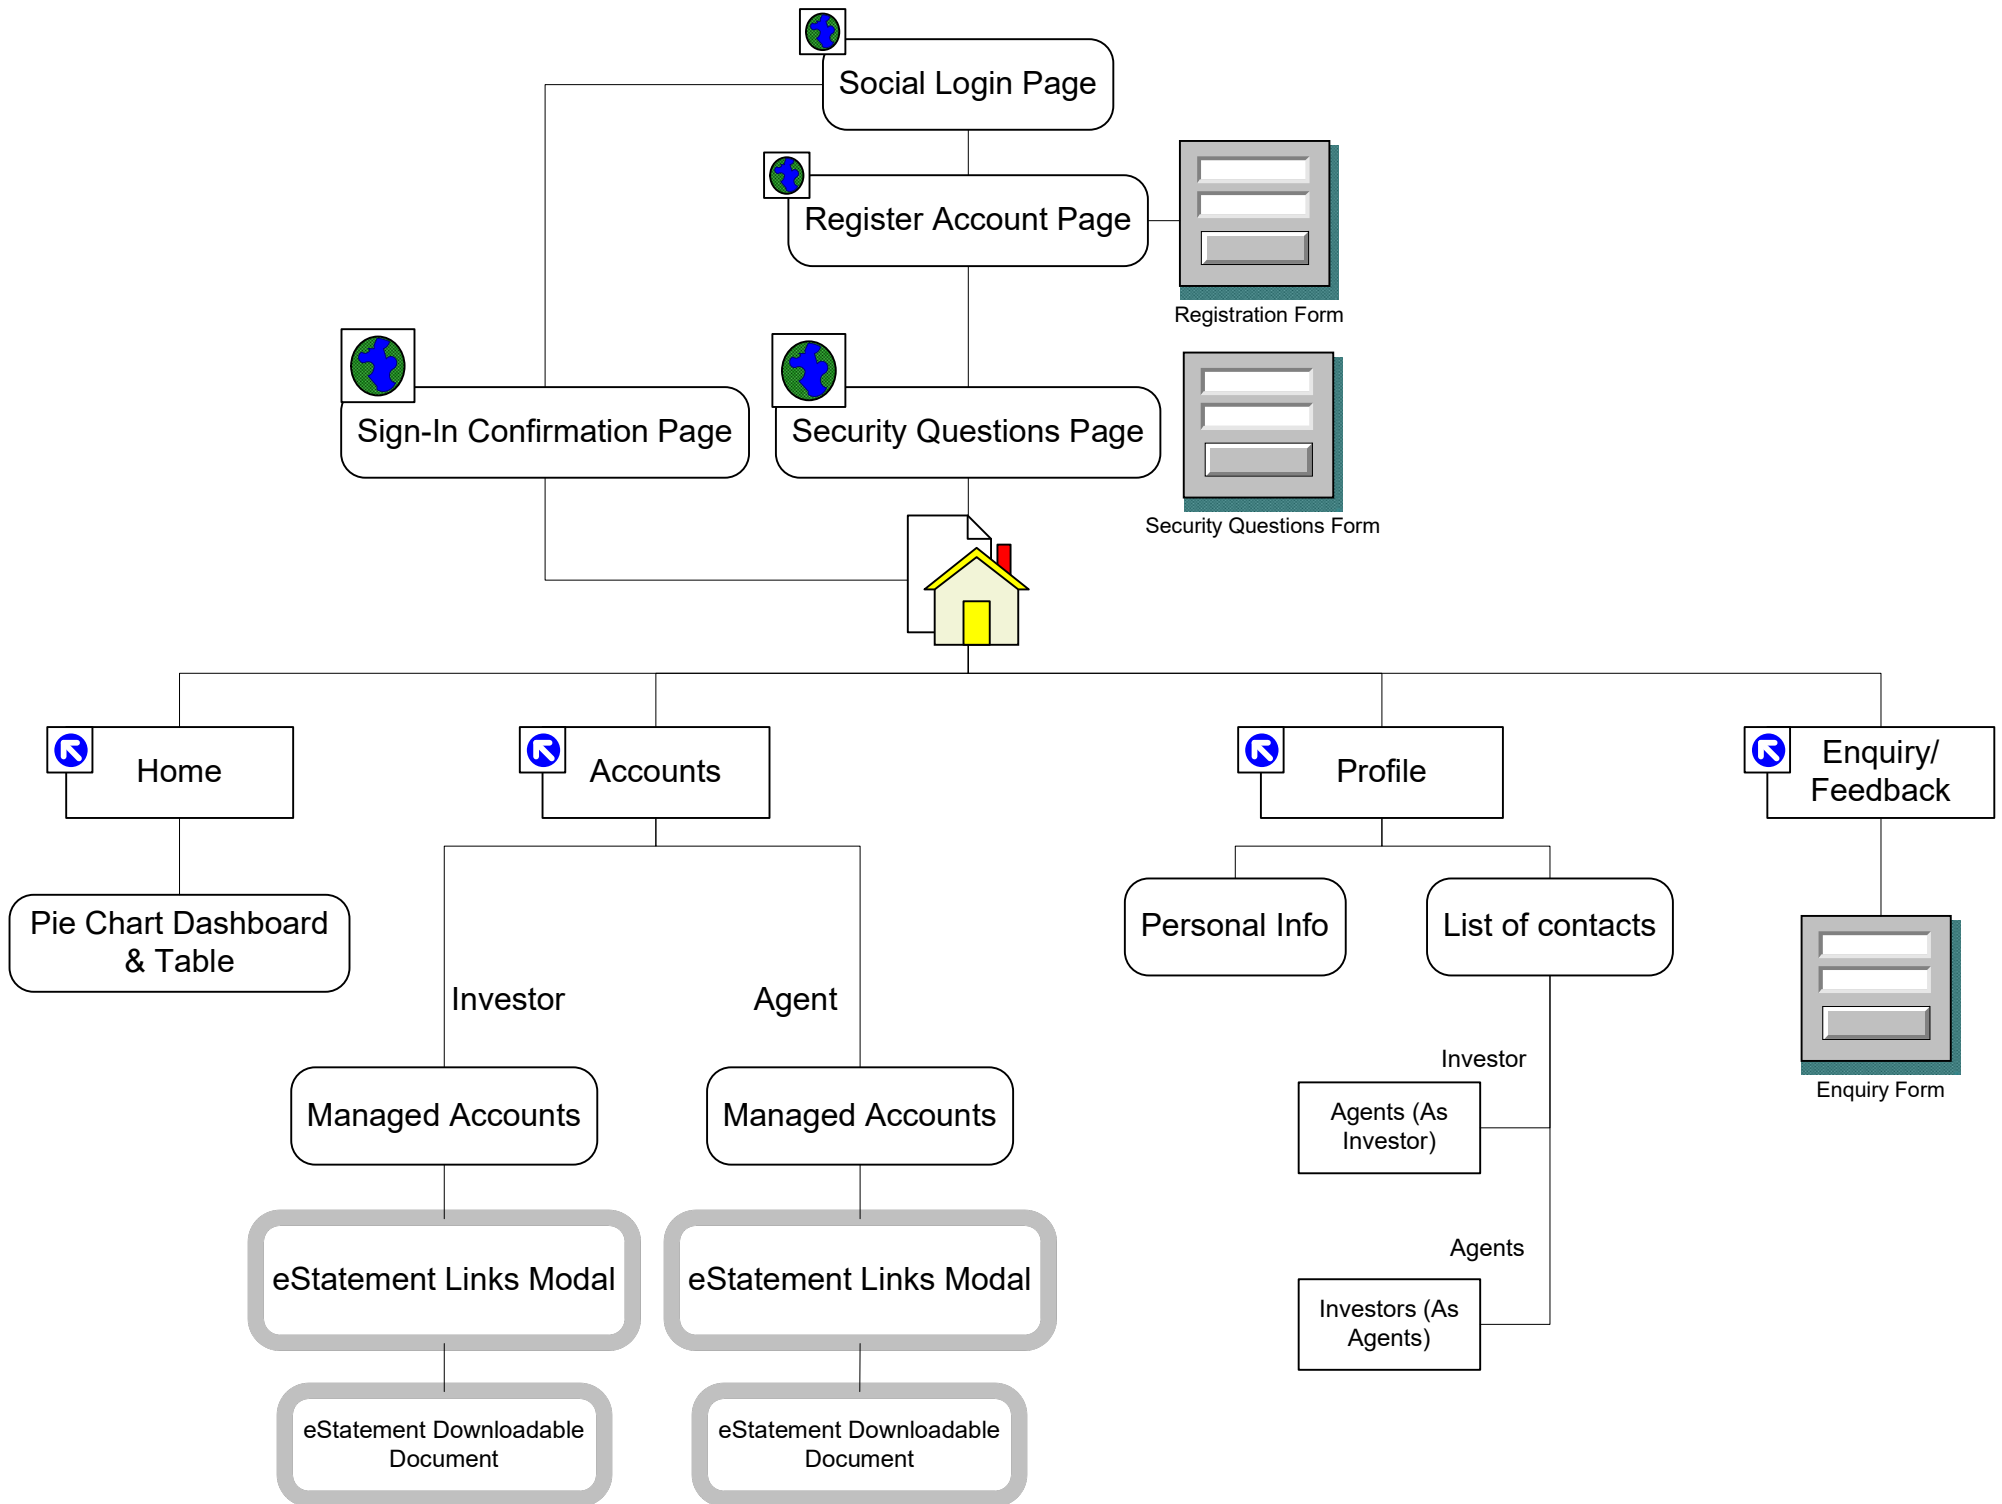 Social Login Page
Register Account Page
Registration Form
Sign-In Confirmation Page
Security Questions Page
Security Questions Form
Home
Accounts
Profile
Enquiry/
Feedback
Pie Chart Dashboard
& Table
Personal Info
List of contacts
Investor
Agent
Investor
Enquiry Form
Managed Accounts
Managed Accounts
Agents (As
Investor)
Agents
eStatement Links Modal
eStatement Links Modal
Investors (As
Agents)
eStatement Downloadable
Document
eStatement Downloadable
Document